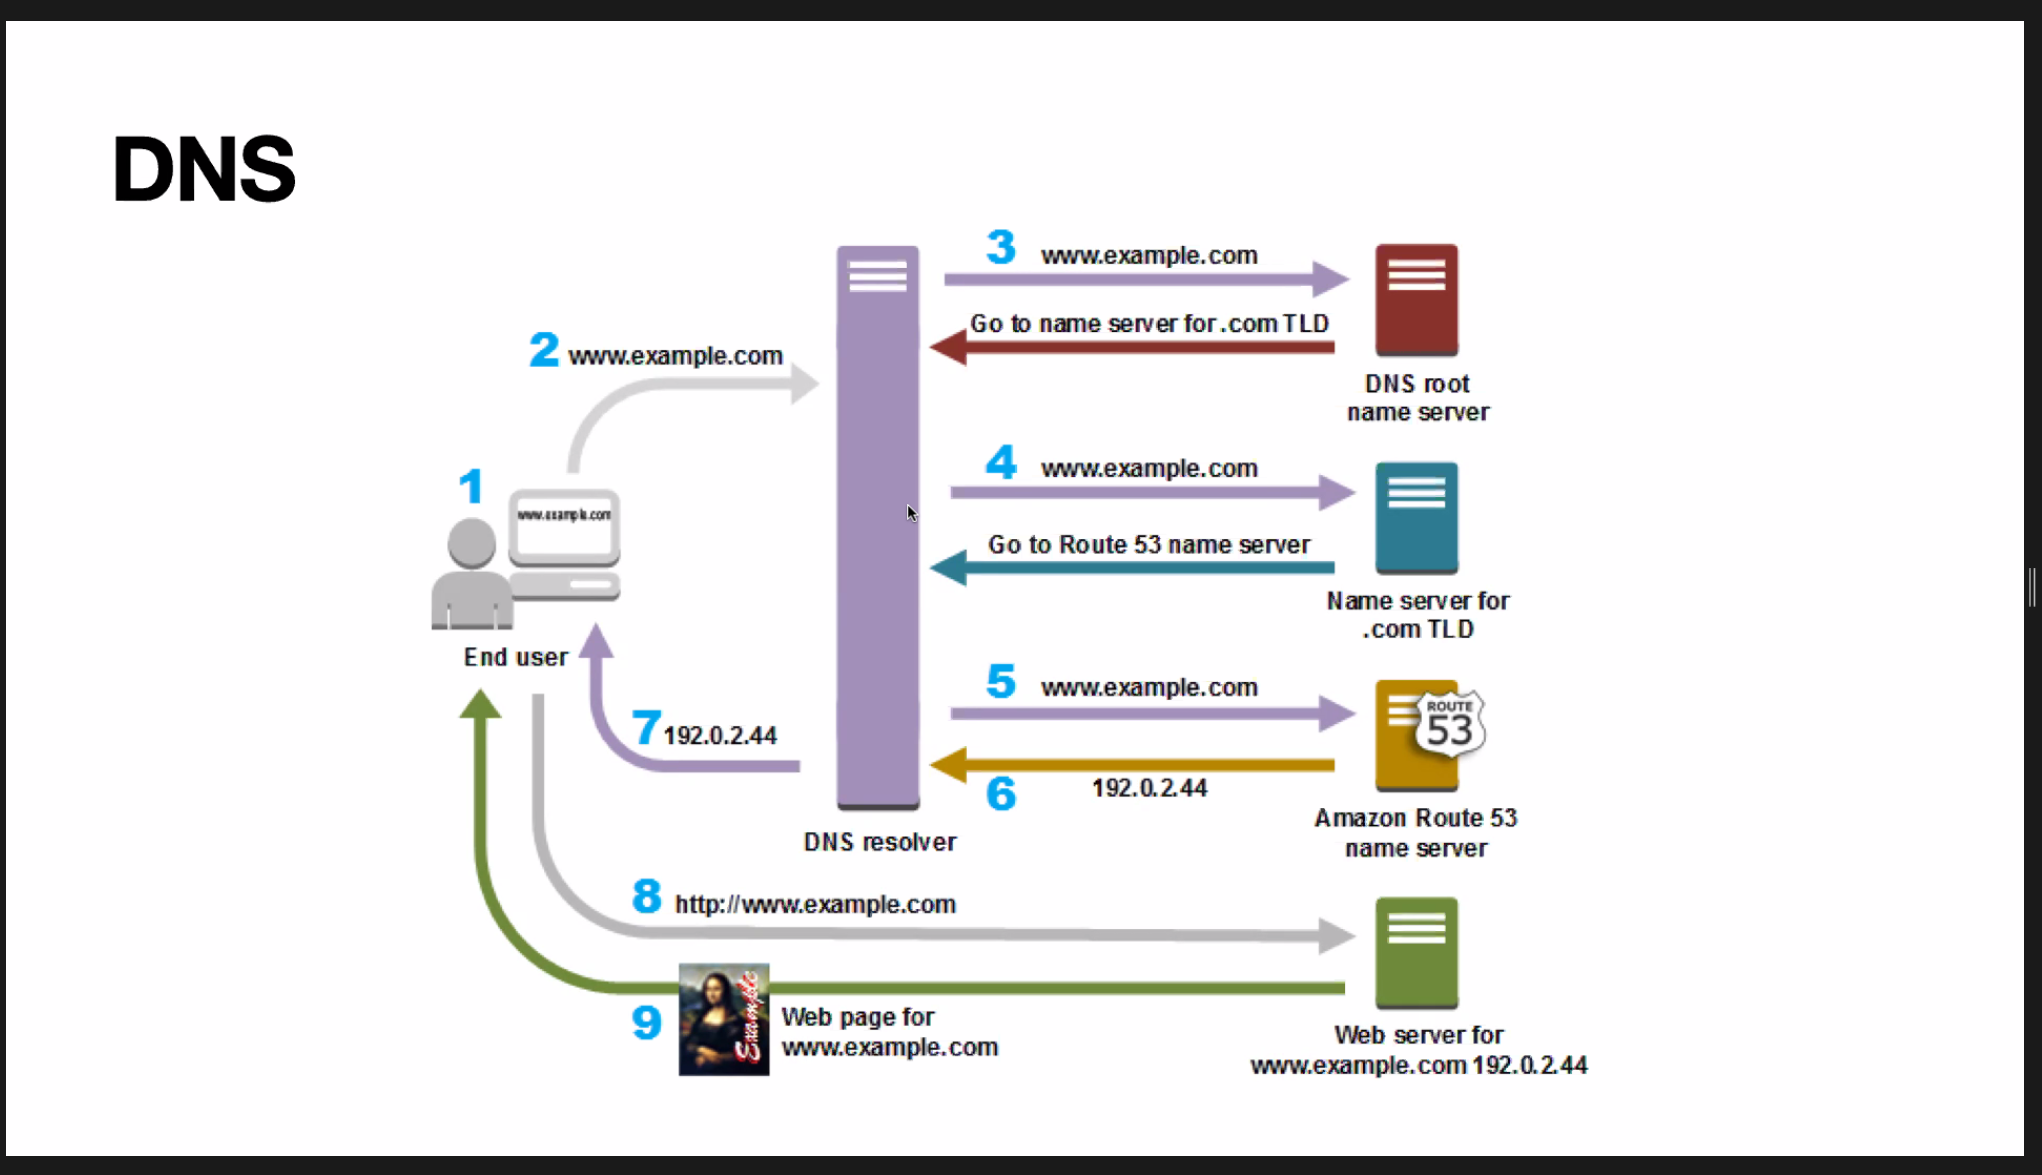 DNS
3 www.example.com
Go to name server for .com TLD
DNS root
name server
2 www.example.com
1
www.example.com
End user
4 www.example.com
Go to Route 53 name server
Name server for
.com TLD
5 www.example.com
ROUTE
53
6
192.0.2.44
Amazon Route 53
name server
7 192.0.2.44
DNS resolver
8 http://www.example.com
9
Example
Web page for
www.example.com
Web server for
www.example.com 192.0.2.44